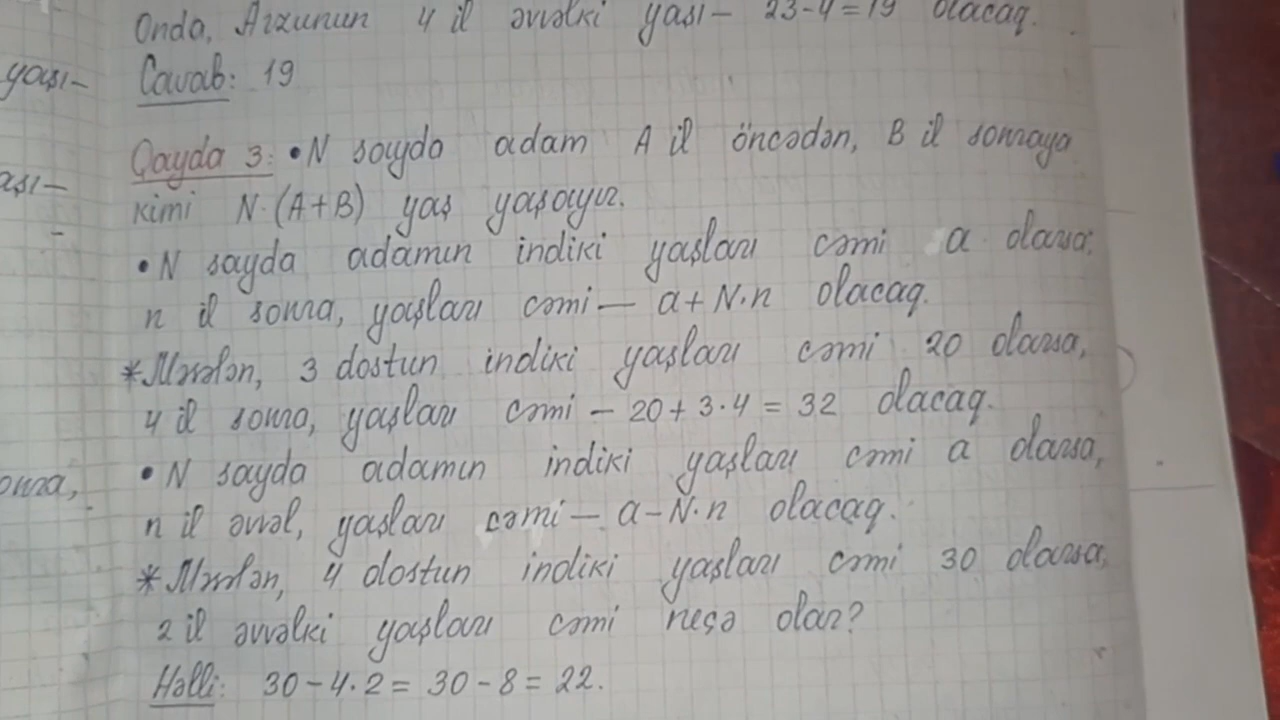 Onda, Arzunun 4 il əvvəlki yaşı – 23-4=19 olacaq.
yaşı–
Cavab: 19
Qayda 3: • N sayda adam A il öncədən, B il sonraya
aşı–
kimi N·(A+B) yaş yaşayır.
• N sayda adamın indiki yaşları cəmi a olarsa,
n il sonra, yaşları cəmi – a+N·n olacaq.
*Məsələn, 3 dostun indiki yaşları cəmi 20 olarsa,
4 il sonra, yaşları cəmi – 20+3·4=32 olacaq.
• N sayda adamın indiki yaşları cəmi a olarsa,
onra,
n il əvvəl, yaşları cəmi – a-N·n olacaq.
*Məsələn, 4 dostun indiki yaşları cəmi 30 olarsa,
2 il əvvəlki yaşları cəmi neçə olar?
Həlli: 30-4·2=30-8=22.